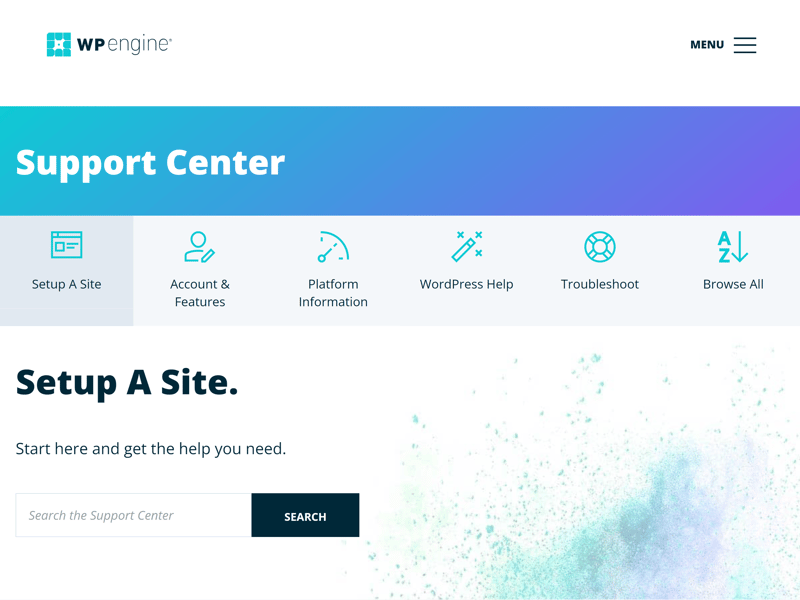 WP engine®
MENU
Support Center
Setup A Site
Account &
Features
Platform
Information
WordPress Help
A
Z
Troubleshoot
Browse All
Setup A Site.
Start here and get the help you need.
Search the Support Center
SEARCH